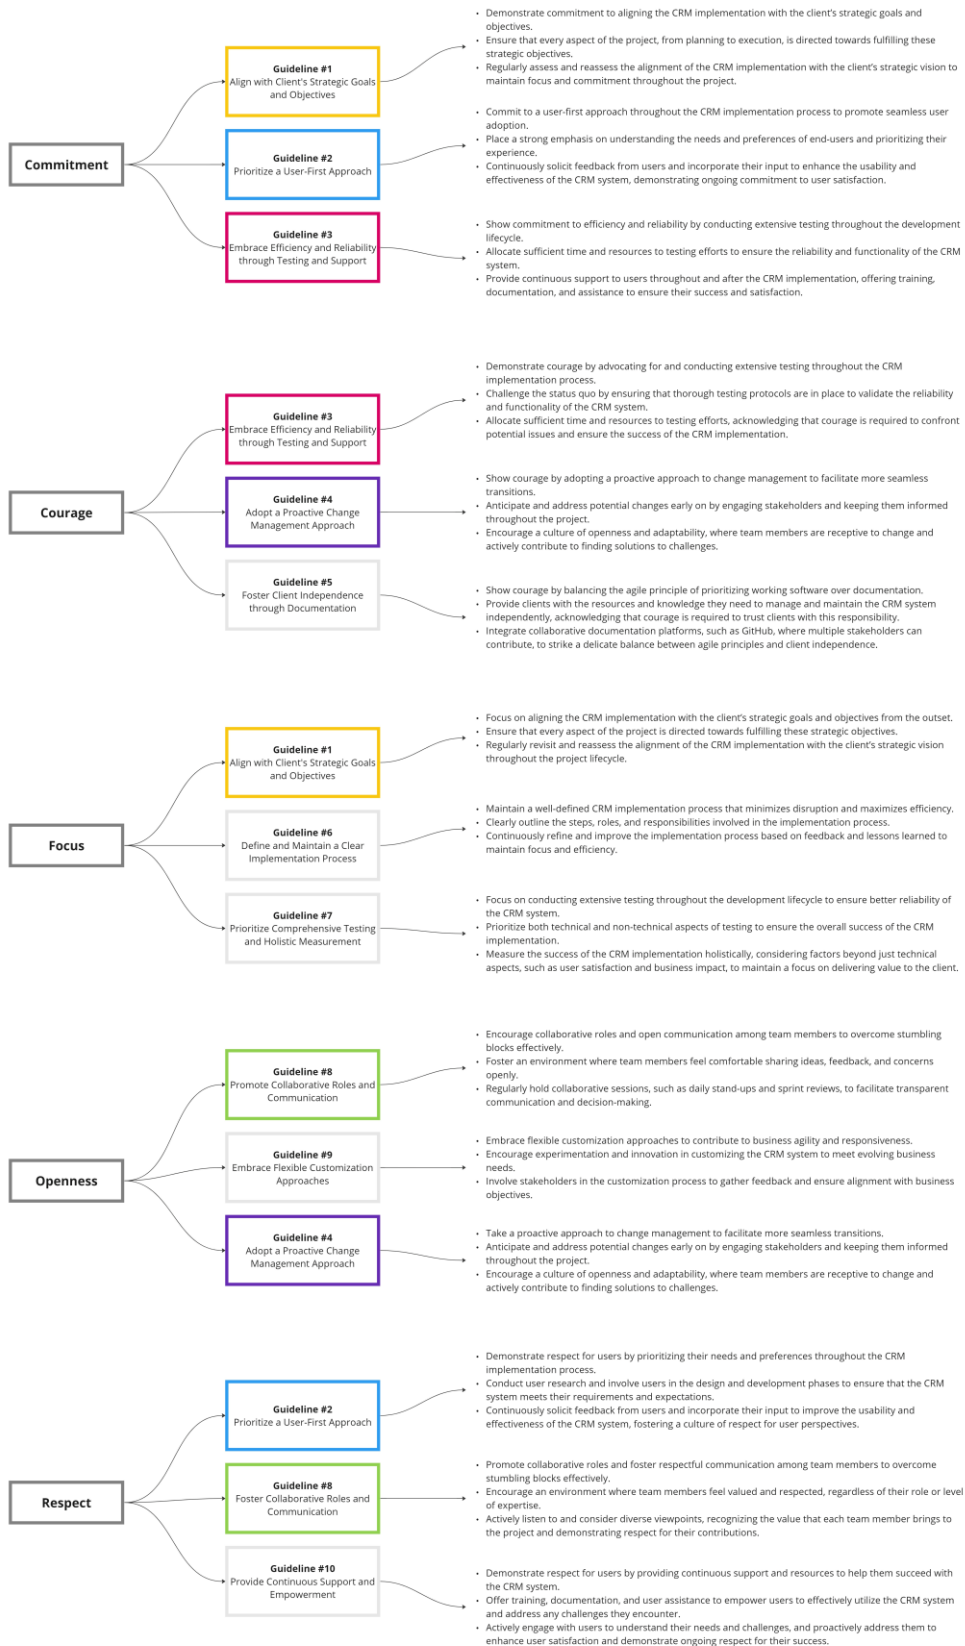 Commitment
Guideline #1
Align with Client's Strategic Goals
and Objectives
• Demonstrate commitment to aligning the CRM implementation with the client's strategic goals and
objectives.
• Ensure that every aspect of the project, from planning to execution, is directed towards fulfilling these
strategic objectives.
• Regularly assess and reassess the alignment of the CRM implementation with the client's strategic vision to
maintain focus and commitment throughout the project.
Guideline #2
Prioritize a User-First Approach
• Commit to a user-first approach throughout the CRM implementation process to promote seamless user
adoption.
• Place a strong emphasis on understanding the needs and preferences of end-users and prioritizing their
experience.
• Continuously solicit feedback from users and incorporate their input to enhance the usability and
effectiveness of the CRM system, demonstrating ongoing commitment to user satisfaction.
Guideline #3
Embrace Efficiency and Reliability
through Testing and Support
• Show commitment to efficiency and reliability by conducting extensive testing throughout the development
lifecycle.
• Allocate sufficient time and resources to testing efforts to ensure the reliability and functionality of the CRM
system.
• Provide continuous support to users throughout and after the CRM implementation, offering training,
documentation, and assistance to ensure their success and satisfaction.
Courage
Guideline #3
Embrace Efficiency and Reliability
through Testing and Support
• Demonstrate courage by advocating for and conducting extensive testing throughout the CRM
implementation process.
• Challenge the status quo by ensuring that thorough testing protocols are in place to validate the reliability
and functionality of the CRM system.
• Allocate sufficient time and resources to testing efforts, acknowledging that courage is required to confront
potential issues and ensure the success of the CRM implementation.
Guideline #4
Adopt a Proactive Change
Management Approach
• Show courage by adopting a proactive approach to change management to facilitate more seamless
transitions.
• Anticipate and address potential changes early on by engaging stakeholders and keeping them informed
throughout the project.
• Encourage a culture of openness and adaptability, where team members are receptive to change and
actively contribute to finding solutions to challenges.
Guideline #5
Foster Client Independence
through Documentation
• Show courage by balancing the agile principle of prioritizing working software over documentation.
• Provide clients with the resources and knowledge they need to manage and maintain the CRM system
independently, acknowledging that courage is required to trust clients with this responsibility.
• Integrate collaborative documentation platforms, such as GitHub, where multiple stakeholders can
contribute, to strike a delicate balance between agile principles and client independence.
Focus
Guideline #1
Align with Client's Strategic Goals
and Objectives
• Focus on aligning the CRM implementation with the client's strategic goals and objectives from the outset.
• Ensure that every aspect of the project is directed towards fulfilling these strategic objectives.
• Regularly revisit and reassess the alignment of the CRM implementation with the client's strategic vision
throughout the project lifecycle.
Guideline #6
Define and Maintain a Clear
Implementation Process
• Maintain a well-defined CRM implementation process that minimizes disruption and maximizes efficiency.
• Clearly outline the steps, roles, and responsibilities involved in the implementation process.
• Continuously refine and improve the implementation process based on feedback and lessons learned to
maintain focus and efficiency.
Guideline #7
Prioritize Comprehensive Testing
and Holistic Measurement
• Focus on conducting extensive testing throughout the development lifecycle to ensure better reliability of
the CRM system.
• Prioritize both technical and non-technical aspects of testing to ensure the overall success of the CRM
implementation.
• Measure the success of the CRM implementation holistically, considering factors beyond just technical
aspects, such as user satisfaction and business impact, to maintain a focus on delivering value to the client.
Openness
Guideline #8
Promote Collaborative Roles and
Communication
• Encourage collaborative roles and open communication among team members to overcome stumbling
blocks effectively.
• Foster an environment where team members feel comfortable sharing ideas, feedback, and concerns
openly.
• Regularly hold collaborative sessions, such as daily stand-ups and sprint reviews, to facilitate transparent
communication and decision-making.
Guideline #9
Embrace Flexible Customization
Approaches
• Embrace flexible customization approaches to contribute to business agility and responsiveness.
• Encourage experimentation and innovation in customizing the CRM system to meet evolving business
needs.
• Involve stakeholders in the customization process to gather feedback and ensure alignment with business
objectives.
Guideline #4
Adopt a Proactive Change
Management Approach
• Take a proactive approach to change management to facilitate more seamless transitions.
• Anticipate and address potential changes early on by engaging stakeholders and keeping them informed
throughout the project.
• Encourage a culture of openness and adaptability, where team members are receptive to change and
actively contribute to finding solutions to challenges.
Respect
Guideline #2
Prioritize a User-First Approach
• Demonstrate respect for users by prioritizing their needs and preferences throughout the CRM
implementation process.
• Conduct user research and involve users in the design and development phases to ensure that the CRM
system meets their requirements and expectations.
• Continuously solicit feedback from users and incorporate their input to improve the usability and
effectiveness of the CRM system, fostering a culture of respect for user perspectives.
Guideline #8
Foster Collaborative Roles and
Communication
• Promote collaborative roles and foster respectful communication among team members to overcome
stumbling blocks effectively.
• Encourage an environment where team members feel valued and respected, regardless of their role or level
of expertise.
• Actively listen to and consider diverse viewpoints, recognizing the value that each team member brings to
the project and demonstrating respect for their contributions.
Guideline #10
Provide Continuous Support and
Empowerment
• Demonstrate respect for users by providing continuous support and resources to help them succeed with
the CRM system.
• Offer training, documentation, and user assistance to empower users to effectively utilize the CRM system
and address any challenges they encounter.
• Actively engage with users to understand their needs and challenges, and proactively address them to
enhance user satisfaction and demonstrate ongoing respect for their success.